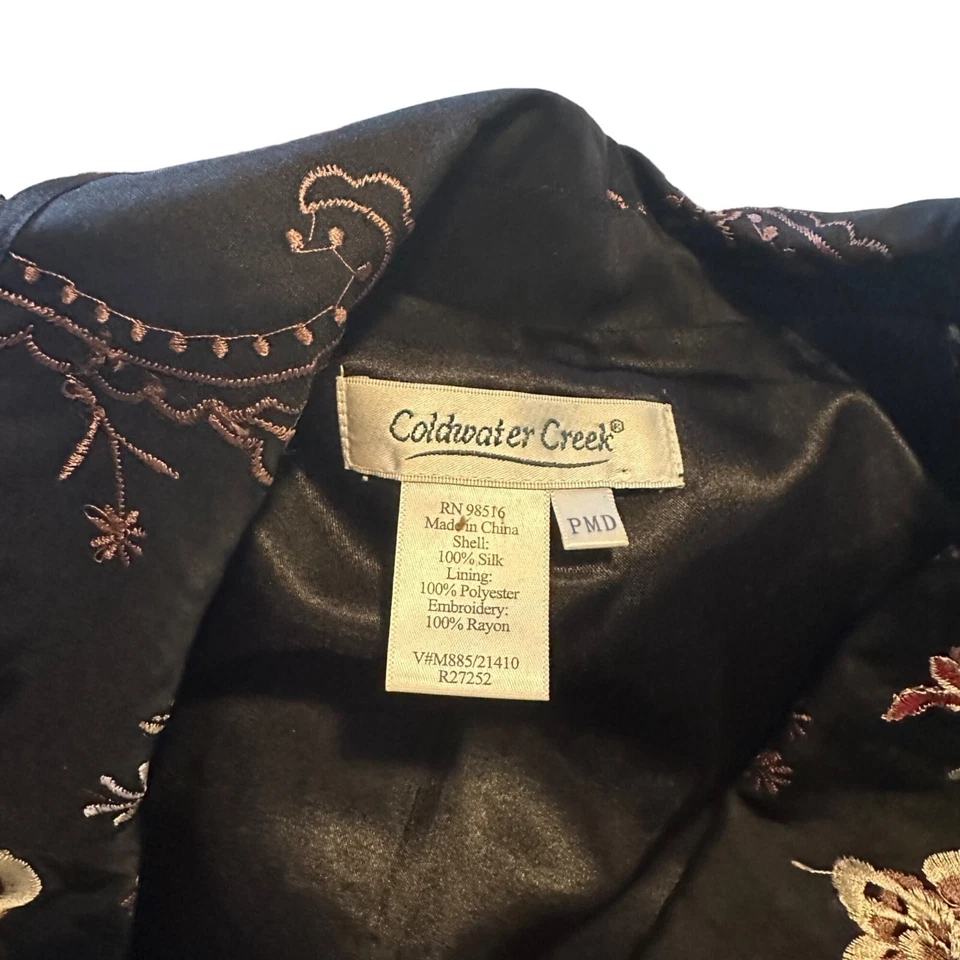 Coldwater Creek®
PMD
RN 98516
Made in China
Shell:
100% Silk
Lining:
100% Polyester
Embroidery:
100% Rayon
V#M885/21410
R27252